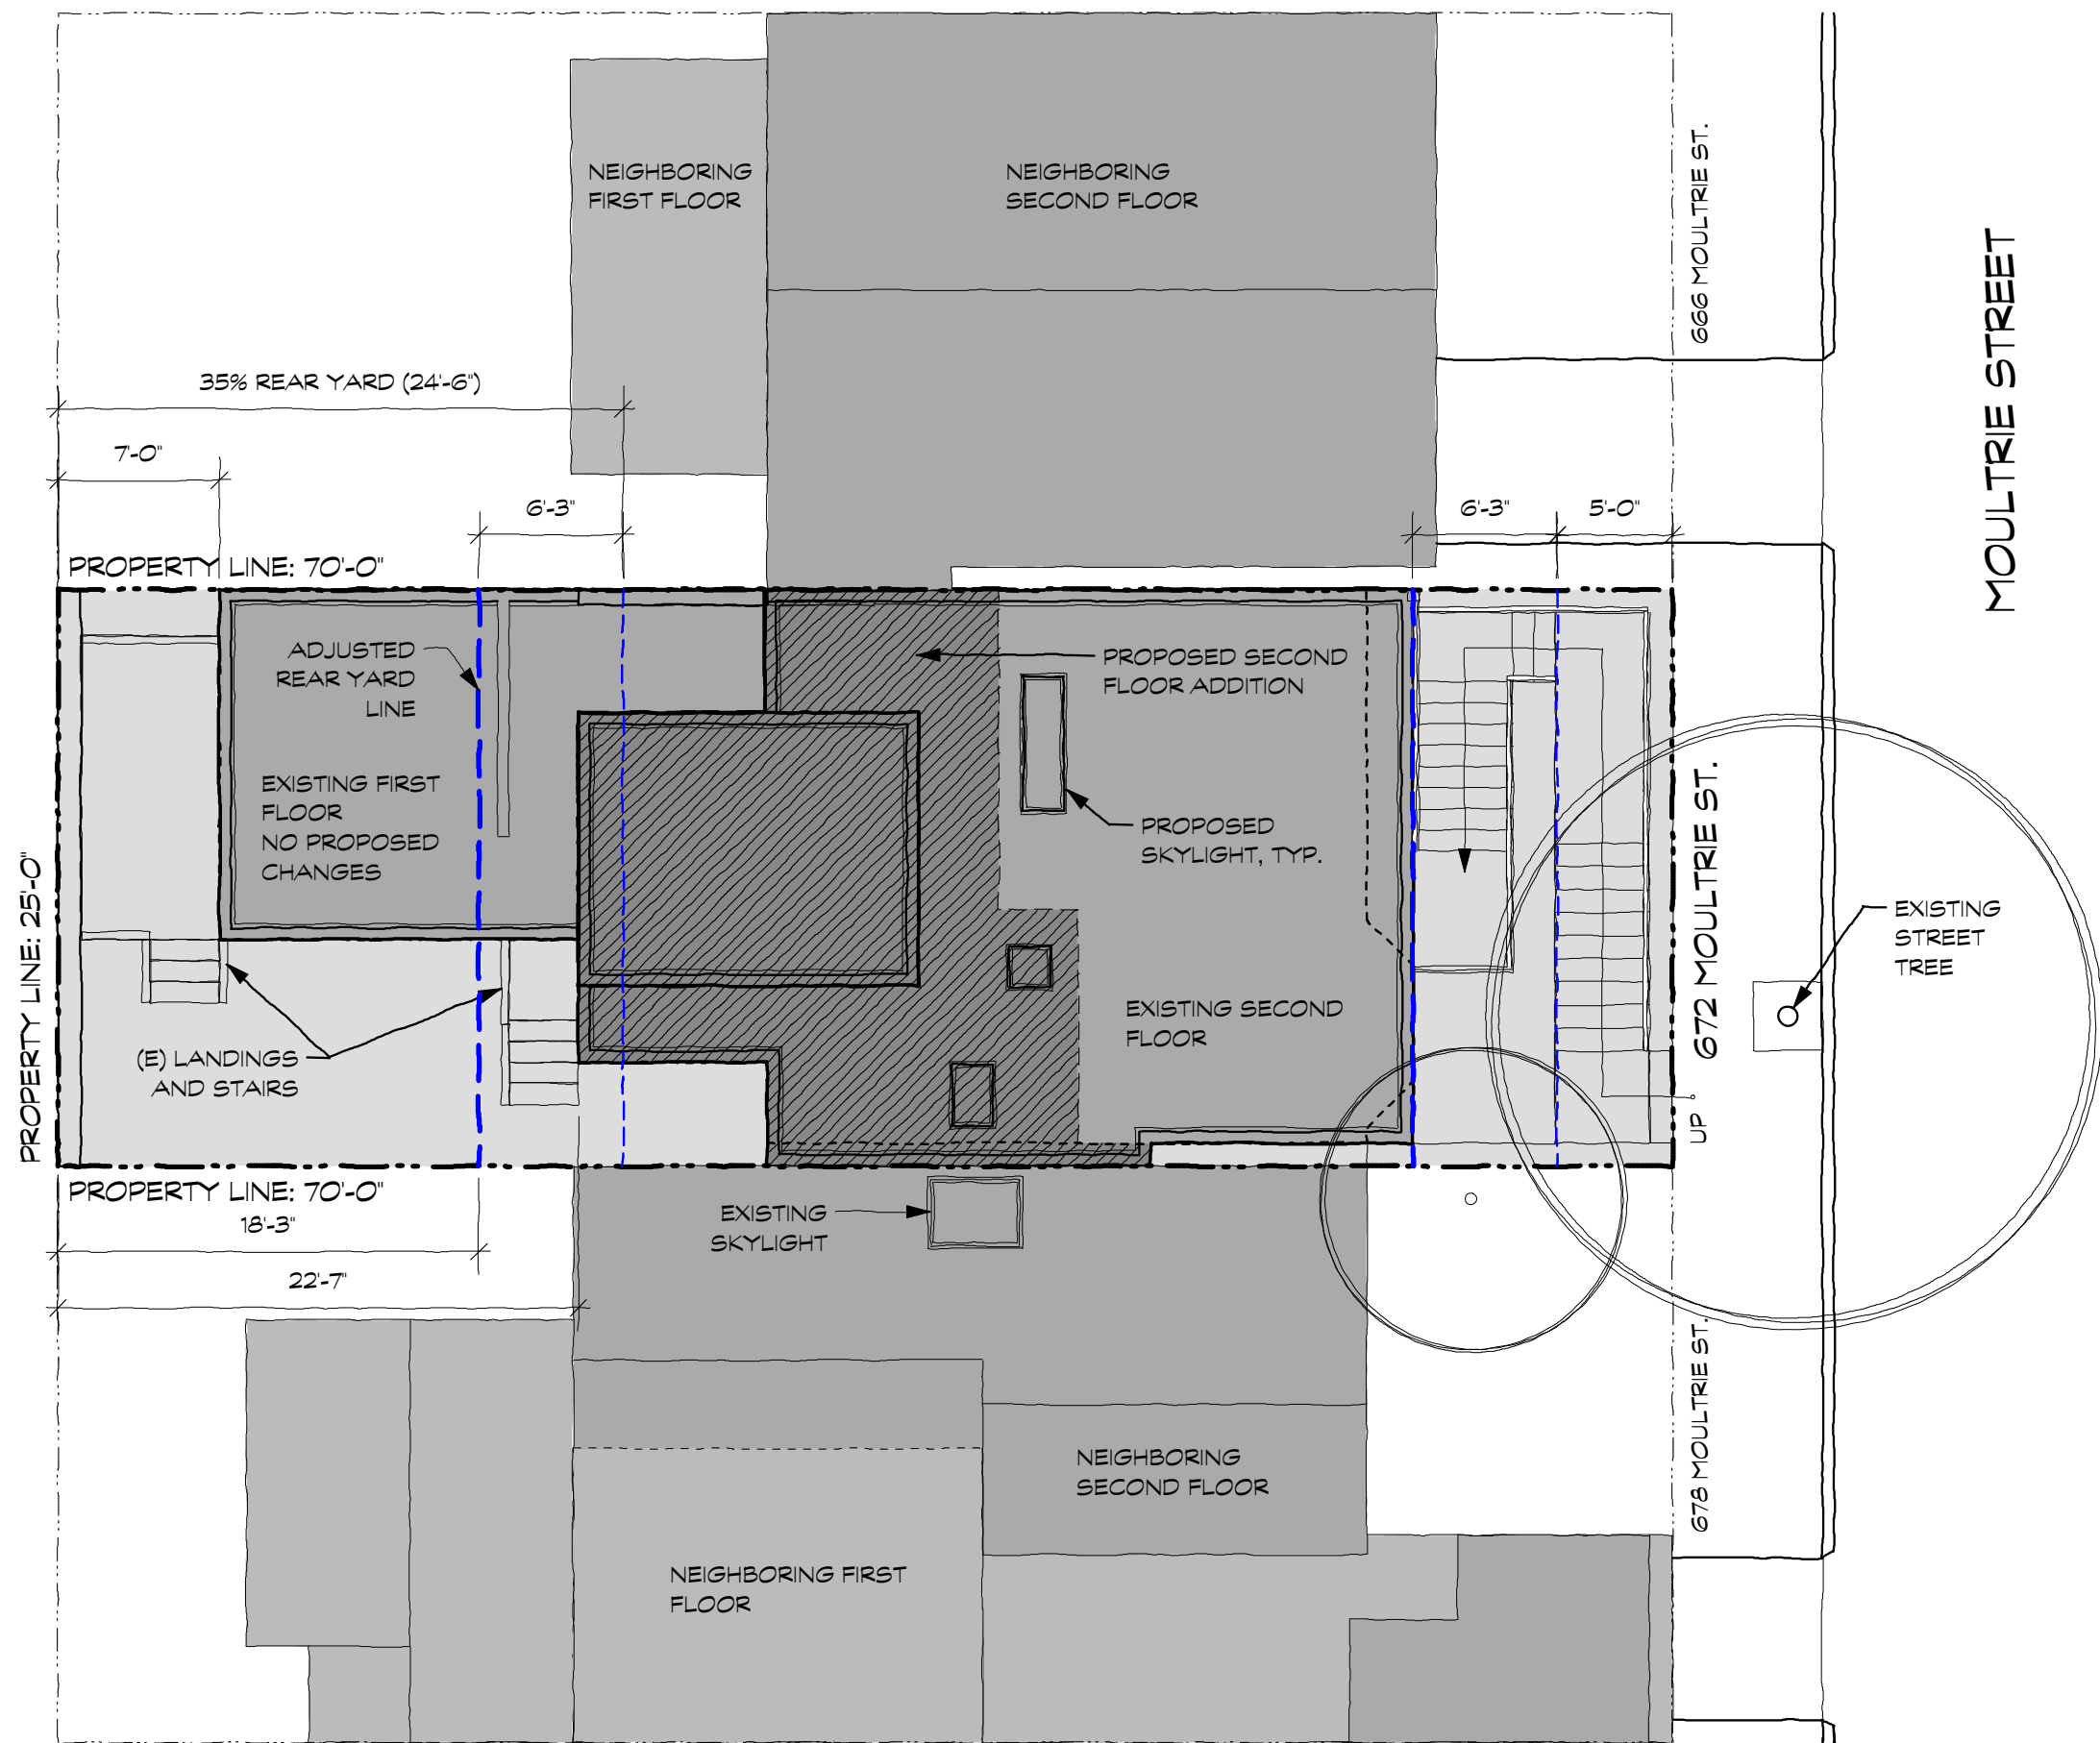 NEIGHBORING
FIRST FLOOR
NEIGHBORING
SECOND FLOOR
666 MOULTRIE ST.
MOULTRIE STREET
35% REAR YARD (24'-6")
7'-0"
6'-3"
6'-3"
5'-0"
PROPERTY LINE: 70'-0"
ADJUSTED
REAR YARD
LINE
PROPOSED SECOND
FLOOR ADDITION
EXISTING FIRST
FLOOR
NO PROPOSED
CHANGES
PROPOSED
SKYLIGHT, TYP.
PROPERTY LINE: 25'-0"
672 MOULTRIE ST.
EXISTING
STREET
TREE
EXISTING SECOND
FLOOR
(E) LANDINGS
AND STAIRS
UP
PROPERTY LINE: 70'-0"
18'-3"
EXISTING
SKYLIGHT
22'-7"
678 MOULTRIE ST.
NEIGHBORING
SECOND FLOOR
NEIGHBORING FIRST
FLOOR